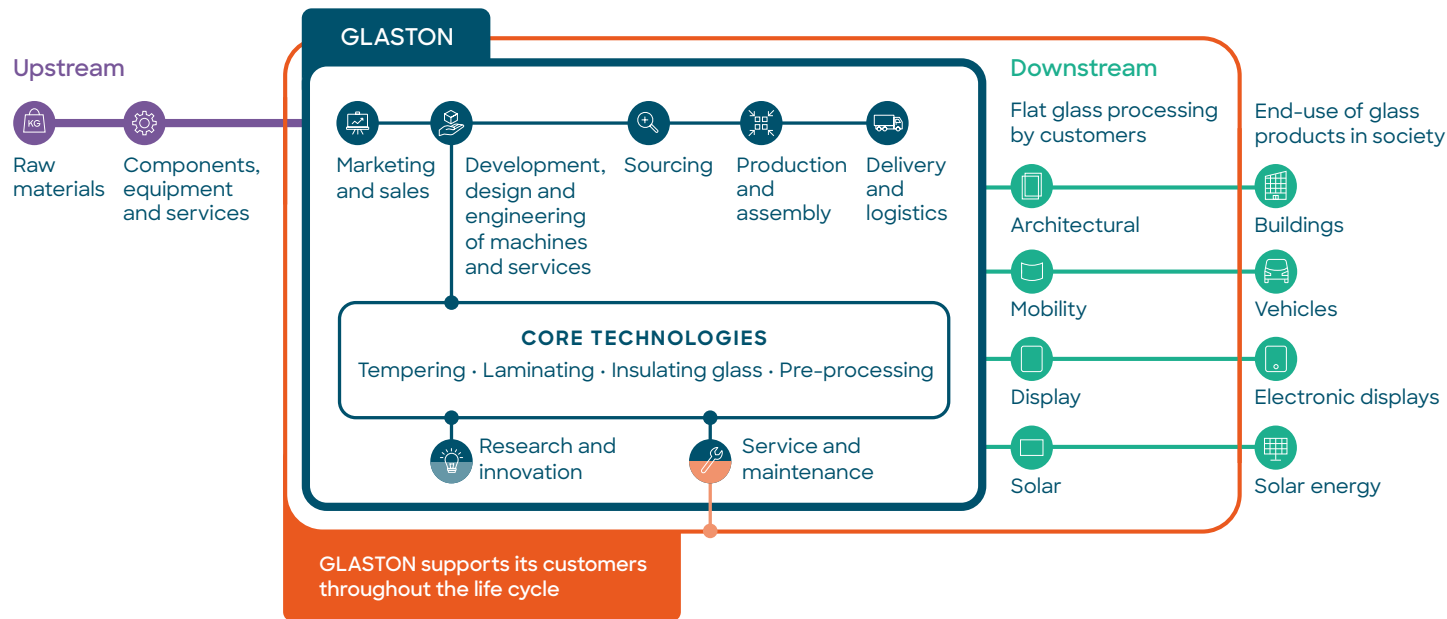 GLASTON
Upstream
KG
Raw
materials
Components,
equipment
and services
Marketing
and sales
Development,
design and
engineering
of machines
and services
Sourcing
Production
and
assembly
Delivery
and
logistics
CORE TECHNOLOGIES
Tempering · Laminating · Insulating glass · Pre-processing
Research and
innovation
Service and
maintenance
GLASTON supports its customers
throughout the life cycle
Downstream
Flat glass processing
by customers
Architectural
Mobility
Display
Solar
End-use of glass
products in society
Buildings
Vehicles
Electronic displays
Solar energy